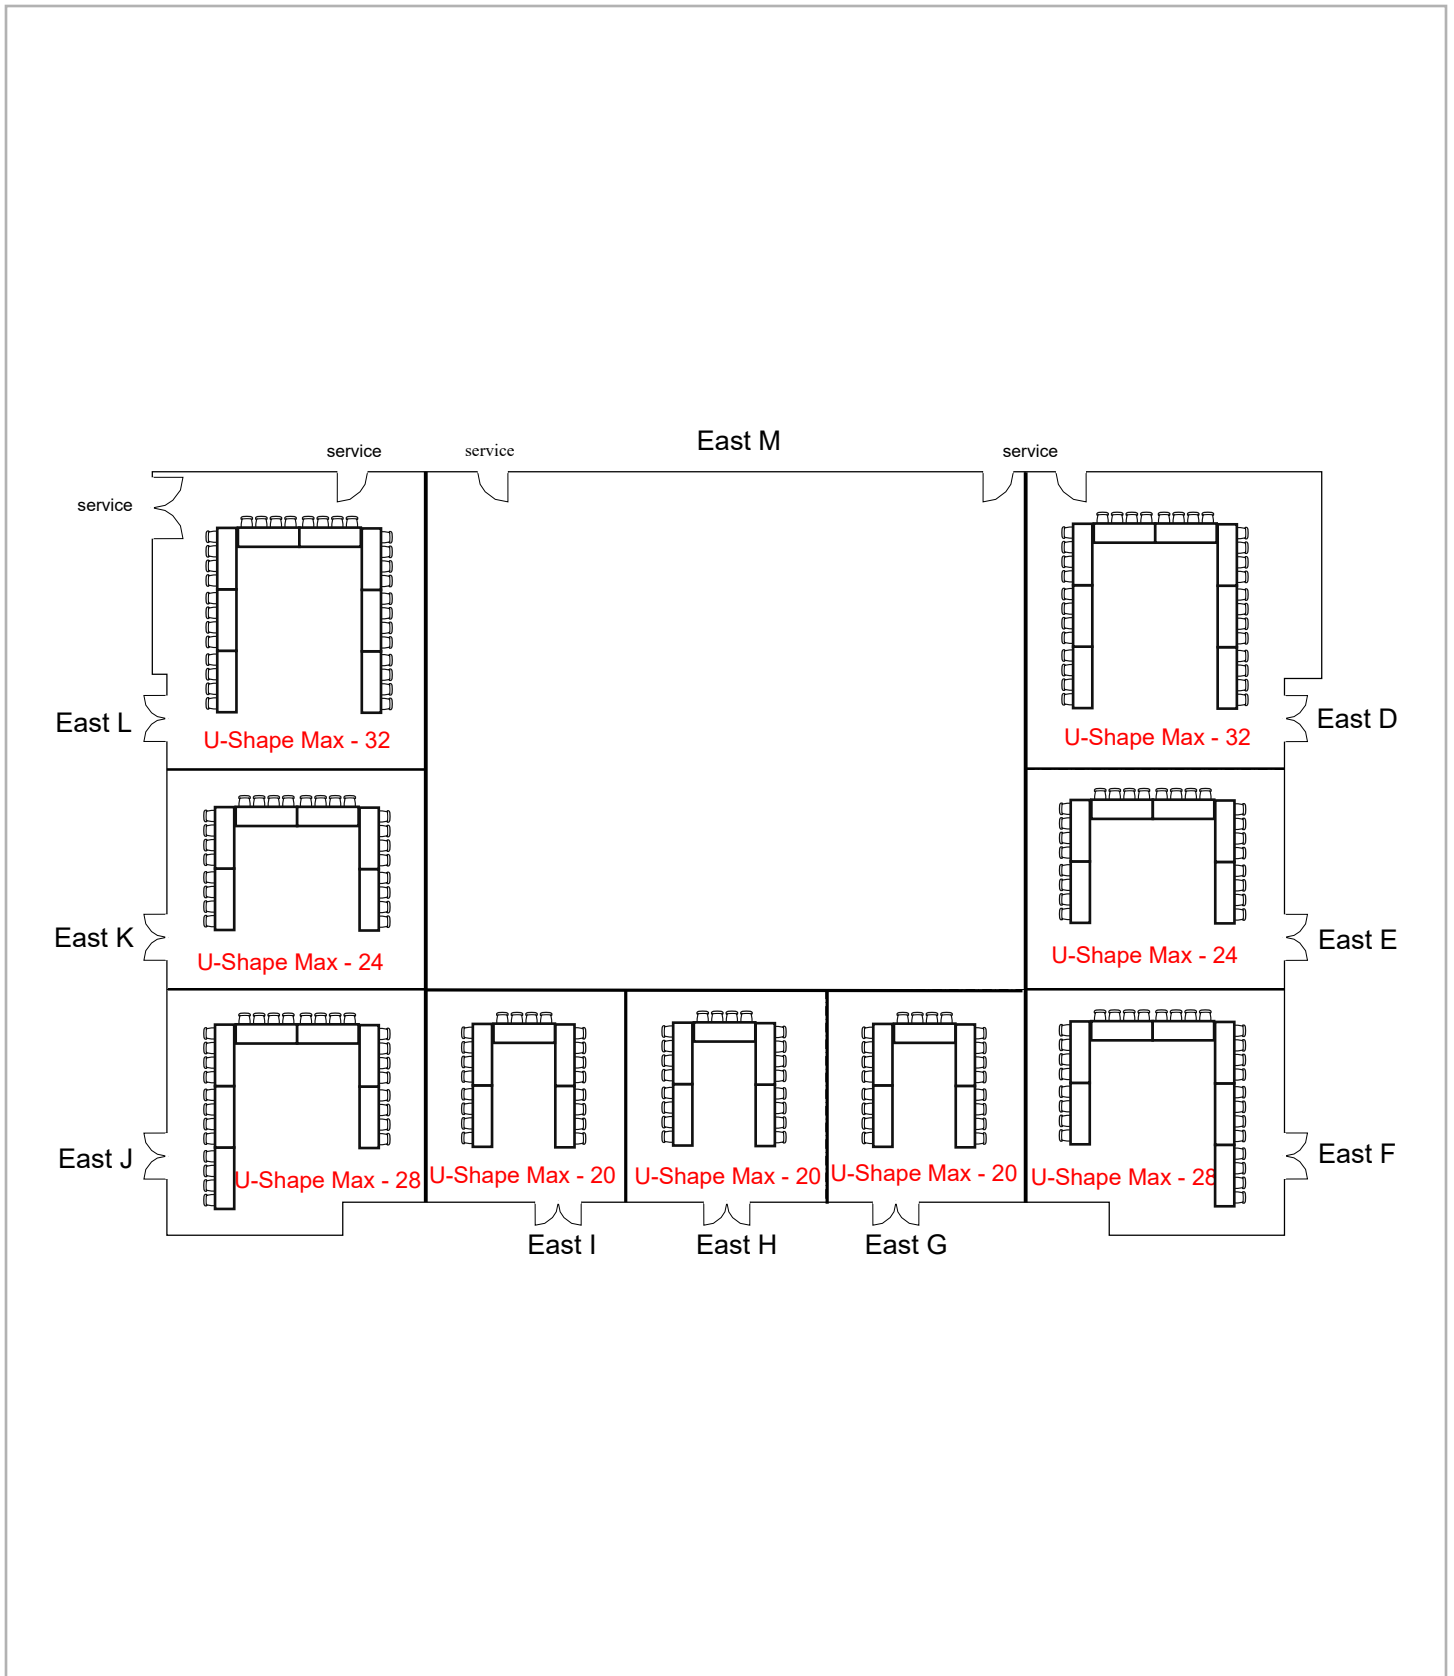 East M
service
service
service
service
East L
East D
U-Shape Max - 32
U-Shape Max - 32
East K
East E
U-Shape Max - 24
U-Shape Max - 24
East J
East F
U-Shape Max - 28
U-Shape Max - 20
U-Shape Max - 20
U-Shape Max - 20
U-Shape Max - 28
East I
East H
East G